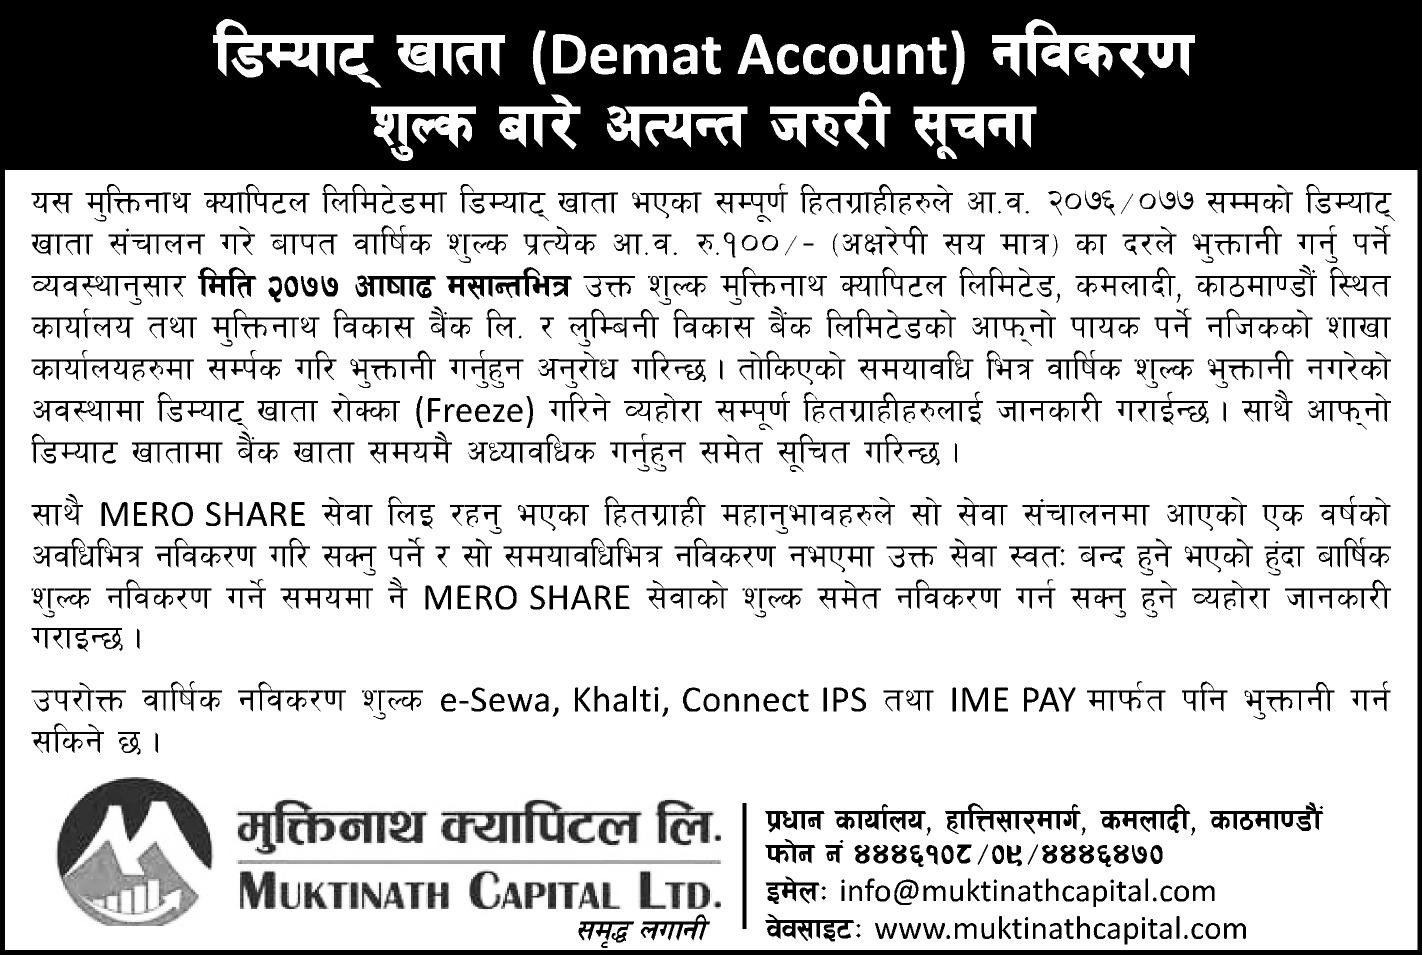 डिम्याट् खाता (Demat Account) नविकरण
शुल्क बारे अत्यन्त जरुरी सूचना
यस मुक्तिनाथ क्यापिटल लिमिटेडमा डिम्याट् खाता भएका सम्पूर्ण हितग्राहीहरुले आ.व. २०७६/०७७ सम्मको डिम्याट्
खाता संचालन गरे बापत वार्षिक शुल्क प्रत्येक आ.व. रु.१००/- (अक्षरेपी सय मात्र) का दरले भुक्तानी गर्नु पर्ने
व्यवस्थानुसार मिति २०७७ आषाढ मसान्तभित्र उक्त शुल्क मुक्तिनाथ क्यापिटल लिमिटेड, कमलादी, काठमाण्डौं स्थित
कार्यालय तथा मुक्तिनाथ विकास बैंक लि. र लुम्बिनी विकास बैंक लिमिटेडको आफ्नो पायक पर्ने नजिकको शाखा
कार्यालयहरुमा सर्म्पक गरि भुक्तानी गर्नुहुन अनुरोध गरिन्छ । तोकिएको समयावधि भित्र वार्षिक शुल्क भुक्तानी नगरेको
अवस्थामा डिम्याट् खाता रोक्का (Freeze) गरिने व्यहोरा सम्पूर्ण हितग्राहीहरुलाई जानकारी गराईन्छ । साथै आफ्नो
डिम्याट खातामा बैंक खाता समयमै अध्यावधिक गर्नुहुन समेत सूचित गरिन्छ ।
साथै MERO SHARE सेवा लिइ रहनु भएका हितग्राही महानुभावहरुले सो सेवा संचालनमा आएको एक वर्षको
अवधिभित्र नविकरण गरि सक्नु पर्ने र सो समयावधिभित्र नविकरण नभएमा उक्त सेवा स्वतः बन्द हुने भएको हुंदा बार्षिक
शुल्क नविकरण गर्ने समयमा नै MERO SHARE सेवाको शुल्क समेत नविकरण गर्न सक्नु हुने व्यहोरा जानकारी
गराइन्छ ।
उपरोक्त वार्षिक नविकरण शुल्क e-Sewa, Khalti, Connect IPS तथा IME PAY मार्फत पनि भुक्तानी गर्न
सकिने छ ।
मुक्तिनाथ क्यापिटल लि.
MUKTINATH CAPITAL LTD.
समृद्ध लगानी
प्रधान कार्यालय, हात्तिसारमार्ग, कमलादी, काठमाण्डौं
फोन नं ४४४६१०८/०९/४४४६४७०
इमेलः info@muktinathcapital.com
वेवसाइटः www.muktinathcapital.com